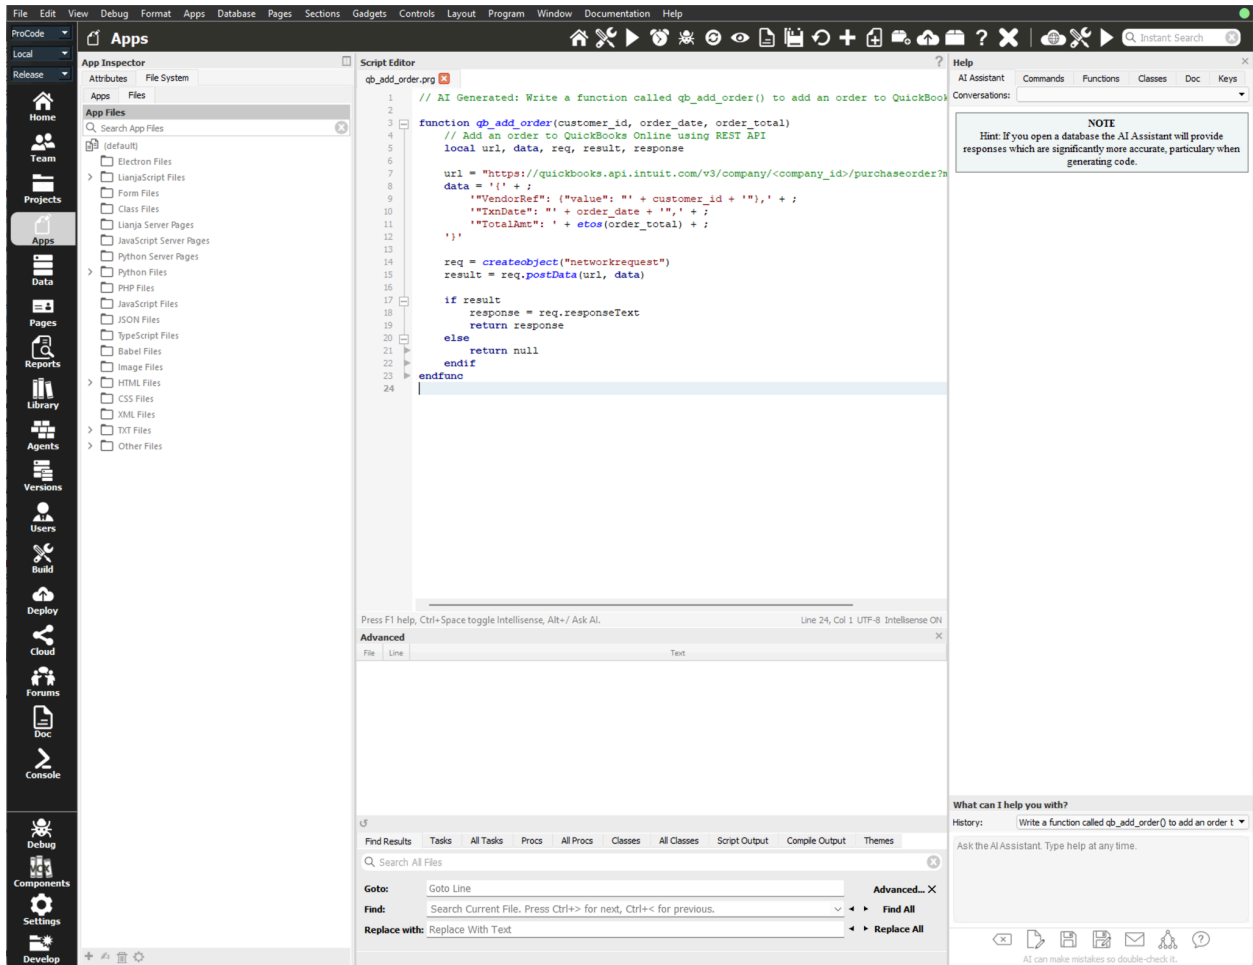 File Edit View Debug Format Apps Database Pages Sections Gadgets Controls Layout Program Window Documentation Help
ProCode
Local
Release
Apps
Instant Search
Home
Team
Projects
Apps
Data
Pages
Reports
Library
Agents
Versions
Users
Build
Deploy
Cloud
Forums
Doc
Console
Debug
Components
Settings
Develop
App Inspector
Attributes File System
Apps Files
App Files
Search App Files
(default)
Electron Files
LianjaScript Files
Form Files
Class Files
Lianja Server Pages
JavaScript Server Pages
Python Server Pages
Python Files
PHP Files
JavaScript Files
JSON Files
TypeScript Files
Babel Files
Image Files
HTML Files
CSS Files
XML Files
TXT Files
Other Files
Script Editor ?
qb_add_order.prg
1 // AI Generated: Write a function called qb_add_order() to add an order to QuickBook
2
3 function qb_add_order(customer_id, order_date, order_total)
4 // Add an order to QuickBooks Online using REST API
5 local url, data, req, result, response
6
7 url = "https://quickbooks.api.intuit.com/v3/company/<company_id>/purchaseorder?m
8 data = '{' + ;
9 '"VendorRef": {"value": "' + customer_id + '"},' + ;
10 '"TxnDate": "' + order_date + '",' + ;
11 '"TotalAmt": ' + etos(order_total) + ;
12 '}'
13
14 req = createobject("networkrequest")
15 result = req.postData(url, data)
16
17 if result
18 response = req.responseText
19 return response
20 else
21 return null
22 endif
23 endfunc
24
Press F1 help, Ctrl+Space toggle Intellisense, Alt+/ Ask AI. Line 24, Col 1 UTF-8 Intellisense ON
Advanced
File Line Text
Find Results Tasks All Tasks Procs All Procs Classes All Classes Script Output Compile Output Themes
Search All Files
Goto: Goto Line Advanced...
Find: Search Current File. Press Ctrl+> for next, Ctrl+< for previous. Find All
Replace with: Replace With Text Replace All
Help
AI Assistant Commands Functions Classes Doc Keys
Conversations:
NOTE
Hint: If you open a database the AI Assistant will provide
responses which are significantly more accurate, particulary when
generating code.
What can I help you with?
History: Write a function called qb_add_order() to add an order t
Ask the AI Assistant. Type help at any time.
AI can make mistakes so double-check it.